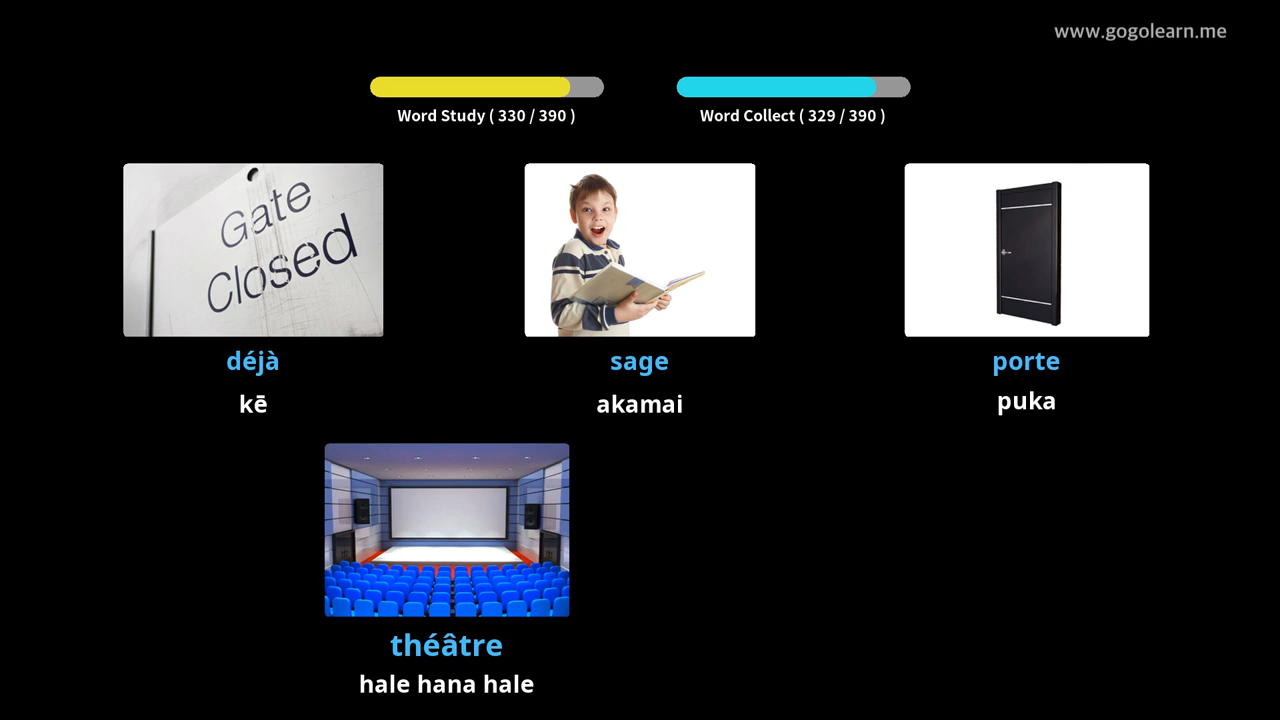 www.gogolearn.me
Word Study ( 330 / 390 )
Word Collect ( 329 / 390 )
Gate
Closed
déjà
sage
porte
kē
akamai
puka
théâtre
hale hana hale